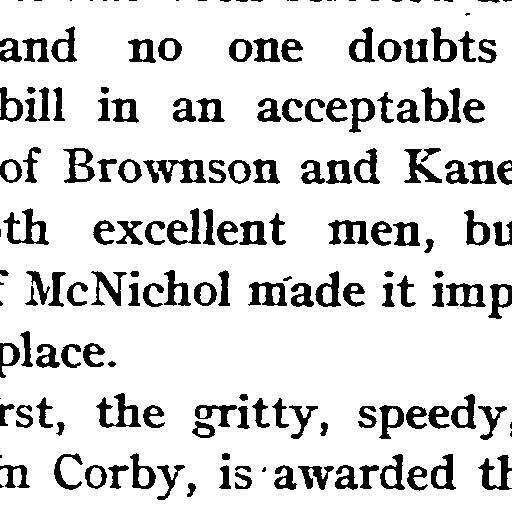 and no one doubts
bill in an acceptable
of Brownson and Kane
th excellent men, bu
McNichol made it imp
place.
rst, the gritty, speedy,
n Corby, is awarded th